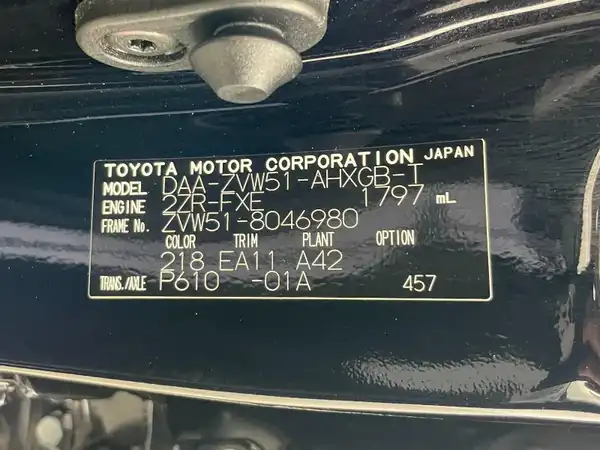 TOYOTA MOTOR CORPORATION JAPAN
MODEL DAA-ZVW51-AHXGB-T
ENGINE 2ZR-FXE 1797 mL
FRAME No. ZVW51-8046980
COLOR TRIM PLANT OPTION
218 EA11 A42
TRANS./AXLE P610 -01A 457